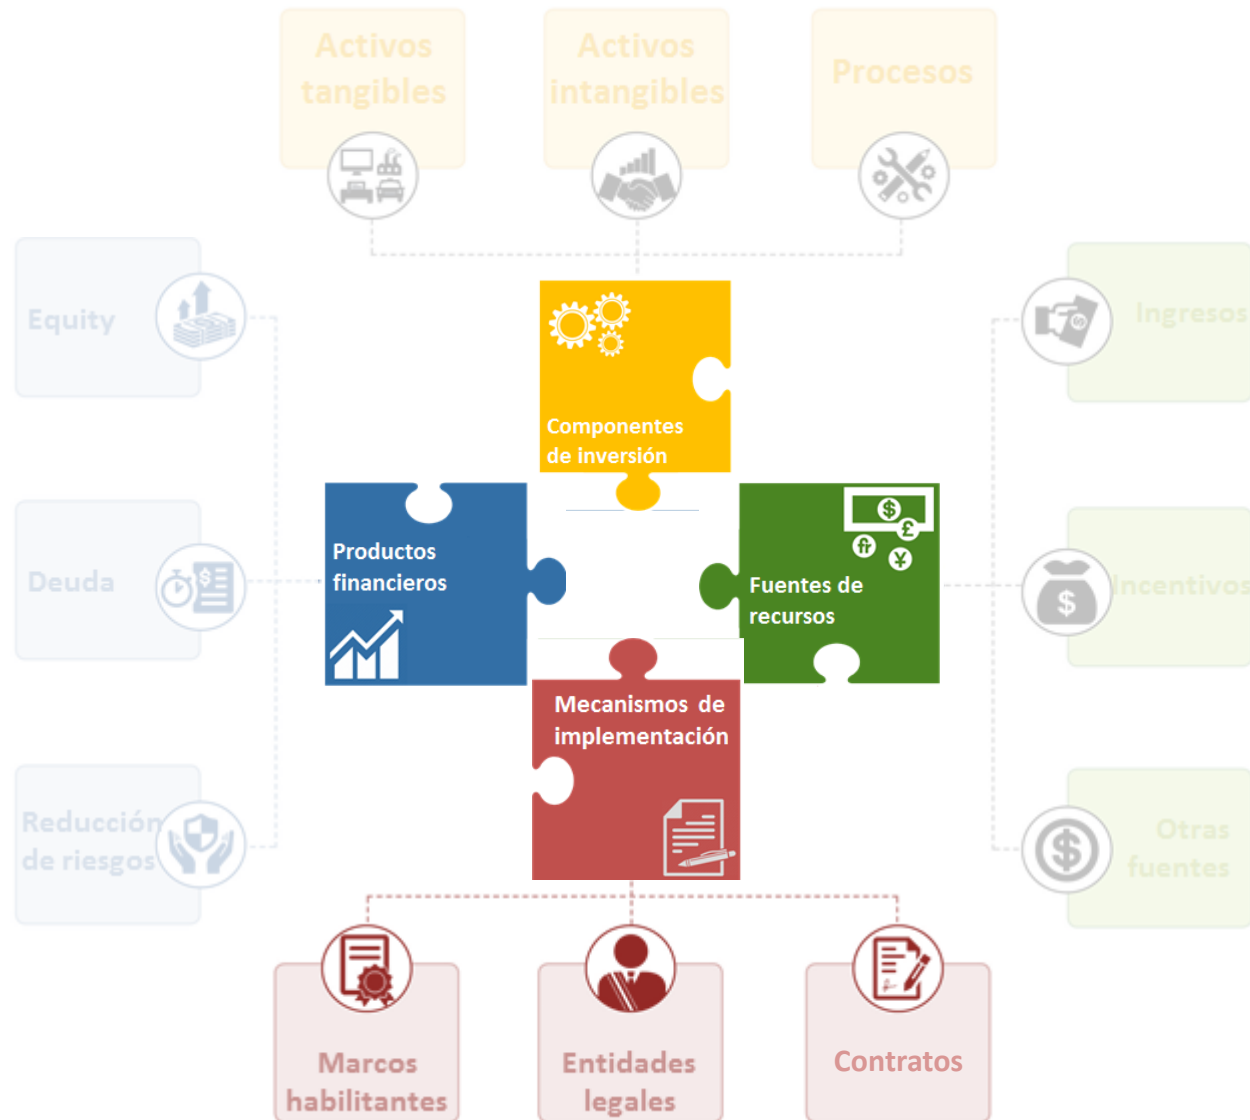 Activos
tangibles
Activos
intangibles
Procesos
Equity
Ingresos
Componentes
de inversión
Productos
financieros
$
£
fr
¥
Fuentes de
recursos
Deuda
$
Incentivos
$
Mecanismos de
implementación
Reducción
de riesgos
Otras
fuentes
$
Marcos
habilitantes
Entidades
legales
Contratos